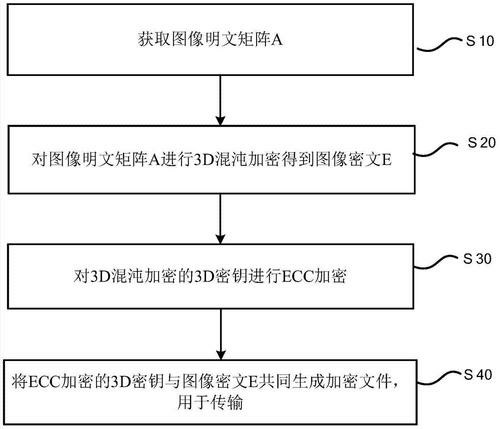 获取图像明文矩阵A
S 10
对图像明文矩阵A进行3D混沌加密得到图像密文E
S 20
对3D混沌加密的3D密钥进行ECC加密
S 30
将ECC加密的3D密钥与图像密文E共同生成加密文件，
用于传输
S 40